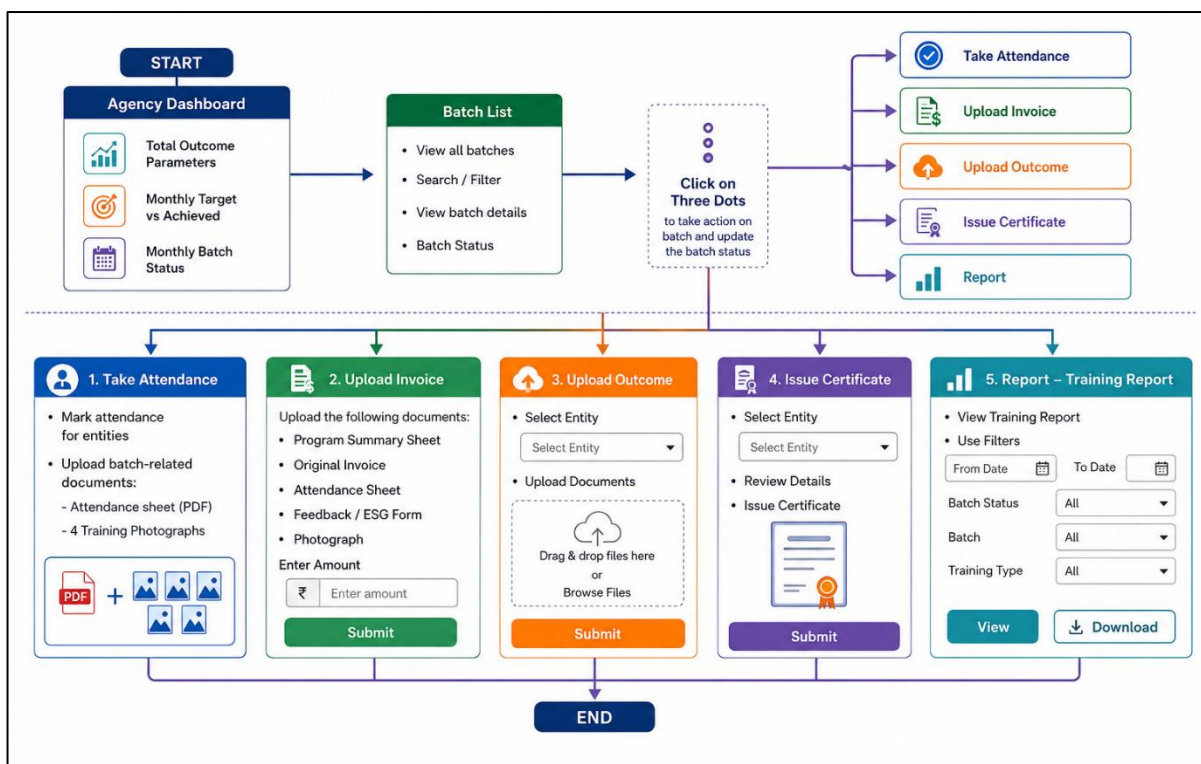 START
Agency Dashboard
Total Outcome
Parameters
Monthly Target
vs Achieved
Monthly Batch
Status
Batch List
• View all batches
• Search / Filter
• View batch details
• Batch Status
Click on
Three Dots
to take action on
batch and update
the batch status
Take Attendance
Upload Invoice
Upload Outcome
Issue Certificate
Report
1. Take Attendance
• Mark attendance
for entities
• Upload batch-related
documents:
- Attendance sheet (PDF)
- 4 Training Photographs
PDF +
2. Upload Invoice
Upload the following documents:
• Program Summary Sheet
• Original Invoice
• Attendance Sheet
• Feedback / ESG Form
• Photograph
Enter Amount
₹ Enter amount
Submit
3. Upload Outcome
• Select Entity
Select Entity
• Upload Documents
Drag & drop files here
or
Browse Files
Submit
4. Issue Certificate
• Select Entity
Select Entity
• Review Details
• Issue Certificate
Submit
5. Report – Training Report
• View Training Report
• Use Filters
From Date To Date
Batch Status All
Batch All
Training Type All
View Download
END